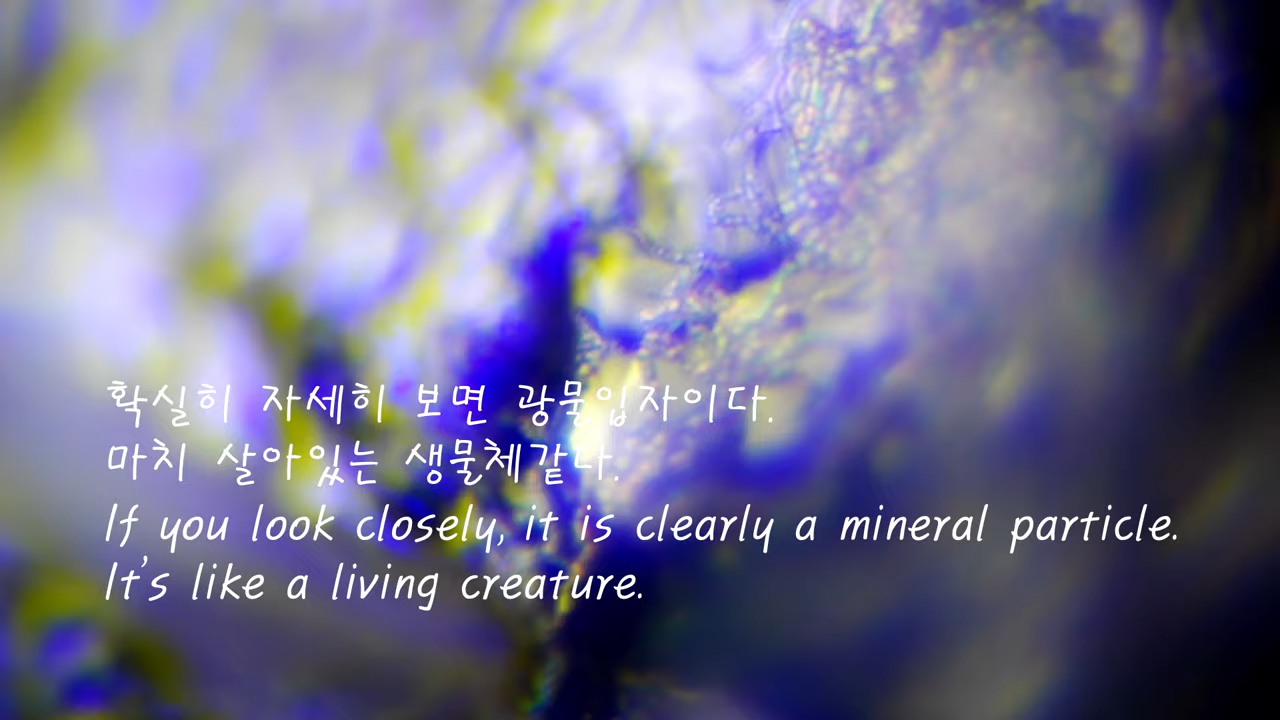 확실히 자세히 보면 광물입자이다.
마치 살아있는 생물체같다.
If you look closely, it is clearly a mineral particle.
It's like a living creature.